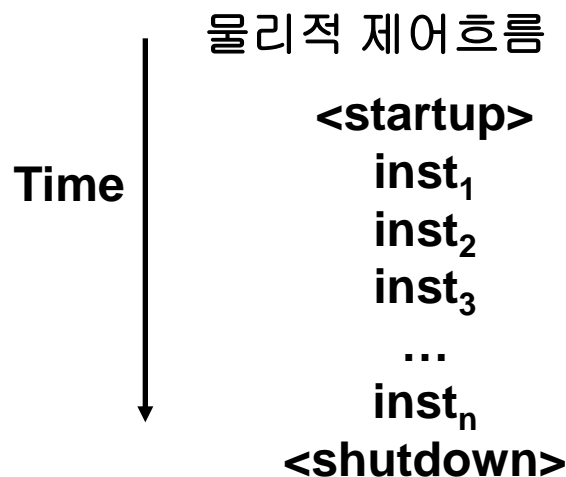 물리적 제어흐름
<startup>
Time
inst₁
inst₂
inst₃
...
instₙ
<shutdown>